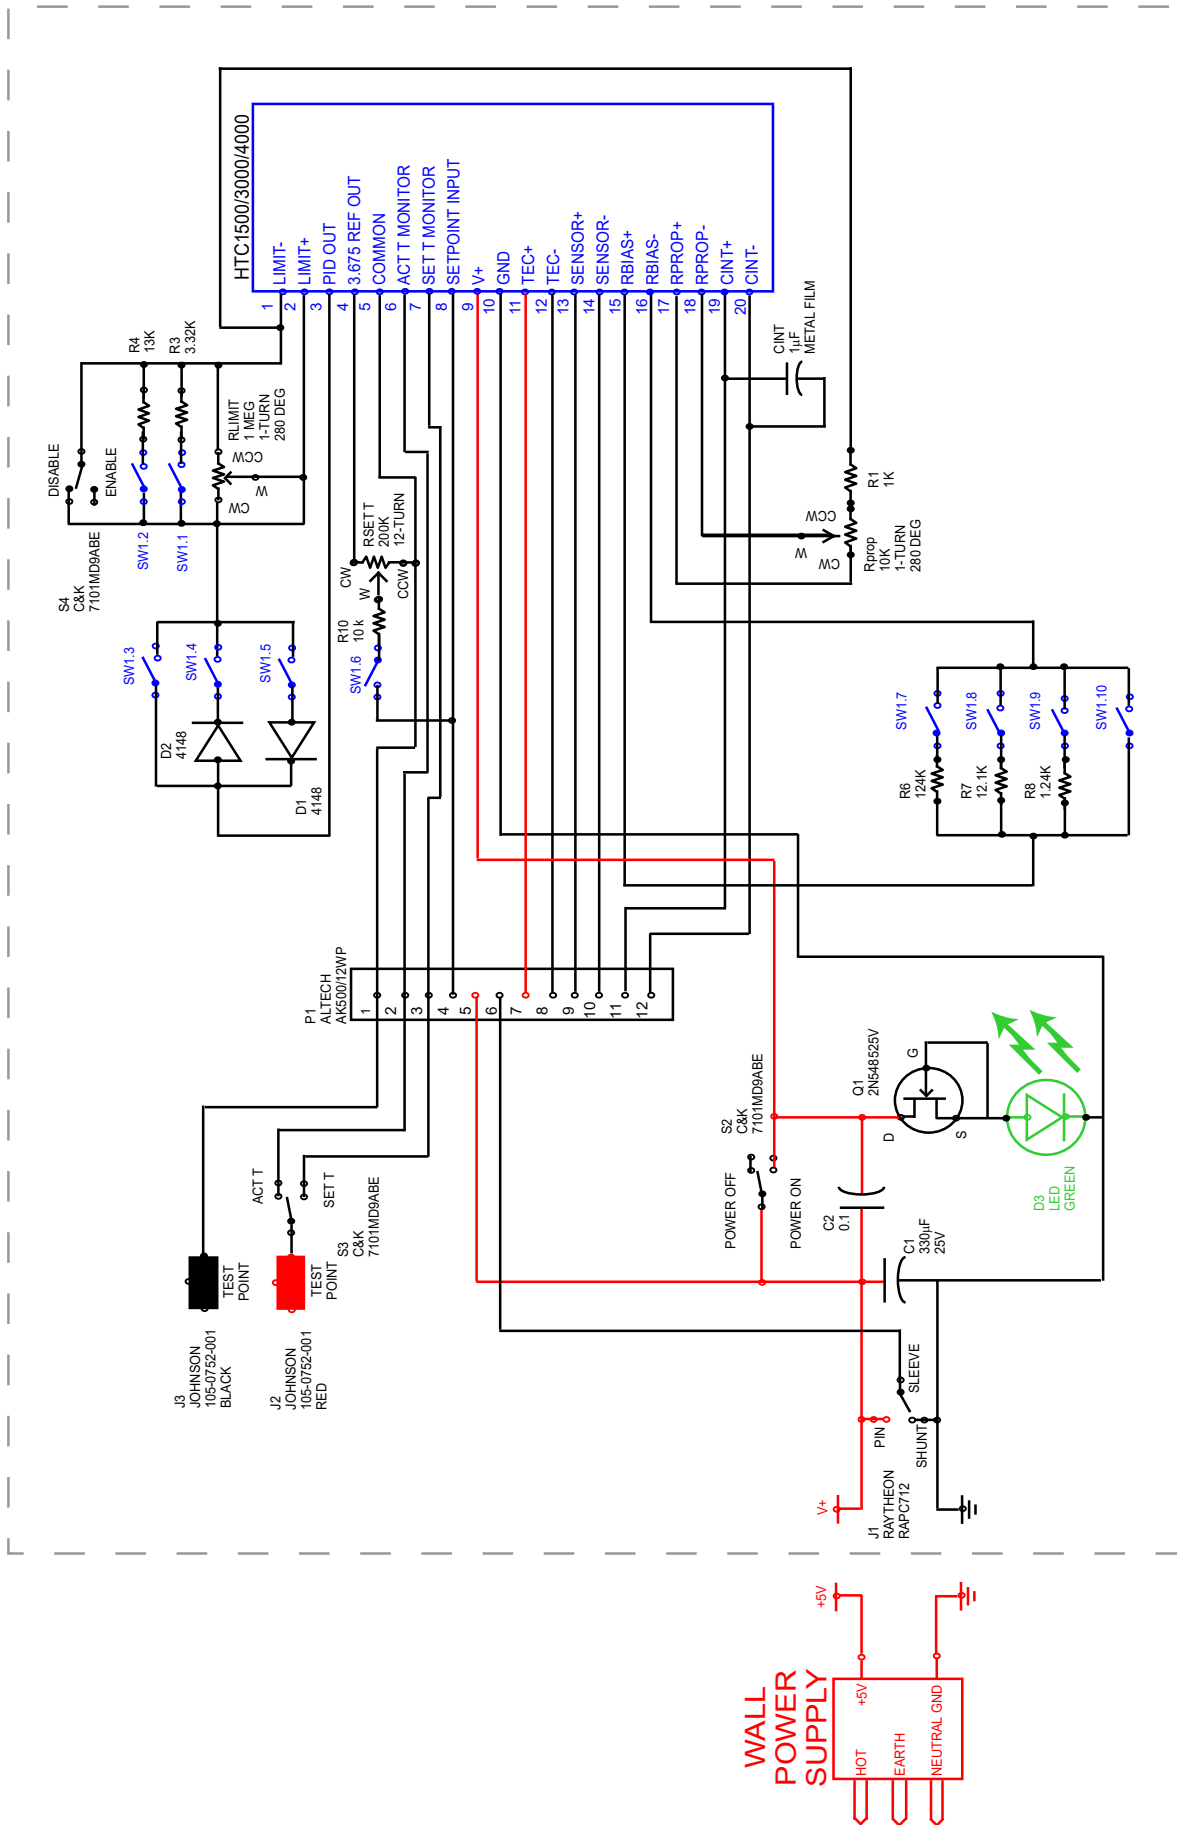 HTC1500/3000/4000
1 LIMIT-
2 LIMIT+
3 PID OUT
4 3.675 REF OUT
5 COMMON
6 ACT T MONITOR
7 SET T MONITOR
8 SETPOINT INPUT
9 V+
10 GND
11 TEC+
12 TEC-
13 SENSOR+
14 SENSOR-
15 RBIAS+
16 RBIAS-
17 RPROP+
18 RPROP-
19 CINT+
20 CINT-
R4
13K
R3
3.32K
RLIMIT
1 MEG
1-TURN
280 DEG
CCW
W
CW
DISABLE
ENABLE
S4
C&K
7101MD9ABE
SW1.2
SW1.1
SW1.3
SW1.4
SW1.5
D2
4148
D1
4148
RSET T
200K
12-TURN
CW
W
CCW
R10
10 k
SW1.6
CINT
1µF
METAL FILM
R1
1K
CCW
W
CW
Rprop
10K
1-TURN
280 DEG
SW1.7
SW1.8
SW1.9
SW1.10
R6
124K
R7
12.1K
R8
1.24K
P1
ALTECH
AK500/12WP
1
2
3
4
5
6
7
8
9
10
11
12
ACT T
SET T
S3
C&K
7101MD9ABE
TEST
POINT
TEST
POINT
J3
JOHNSON
105-0752-001
BLACK
J2
JOHNSON
105-0752-001
RED
S2
C&K
7101MD9ABE
POWER OFF
POWER ON
Q1
2N548525V
G
D
S
D3
LED
GREEN
C2
0.1
C1
330µF
25V
SLEEVE
PIN
SHUNT
J1
RAYTHEON
RAPC712
V+
+5V
WALL
POWER
SUPPLY
+5V
HOT
EARTH
NEUTRAL GND